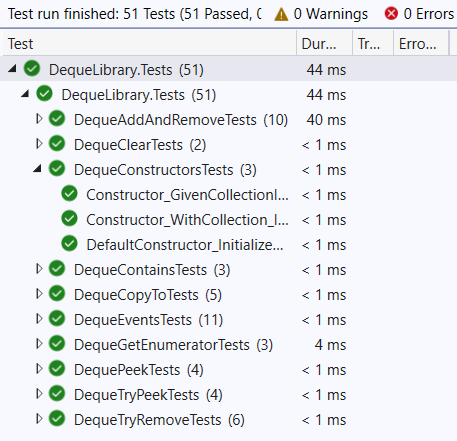 Test run finished: 51 Tests (51 Passed, 0 0 Warnings 0 Errors
Test Dur... Tr... Erro...
DequeLibrary.Tests (51) 44 ms
DequeLibrary.Tests (51) 44 ms
DequeAddAndRemoveTests (10) 40 ms
DequeClearTests (2) < 1 ms
DequeConstructorsTests (3) < 1 ms
Constructor_GivenCollectionI... < 1 ms
Constructor_WithCollection_I... < 1 ms
DefaultConstructor_Initialize... < 1 ms
DequeContainsTests (3) < 1 ms
DequeCopyToTests (5) < 1 ms
DequeEventsTests (11) < 1 ms
DequeGetEnumeratorTests (3) 4 ms
DequePeekTests (4) < 1 ms
DequeTryPeekTests (4) < 1 ms
DequeTryRemoveTests (6) < 1 ms